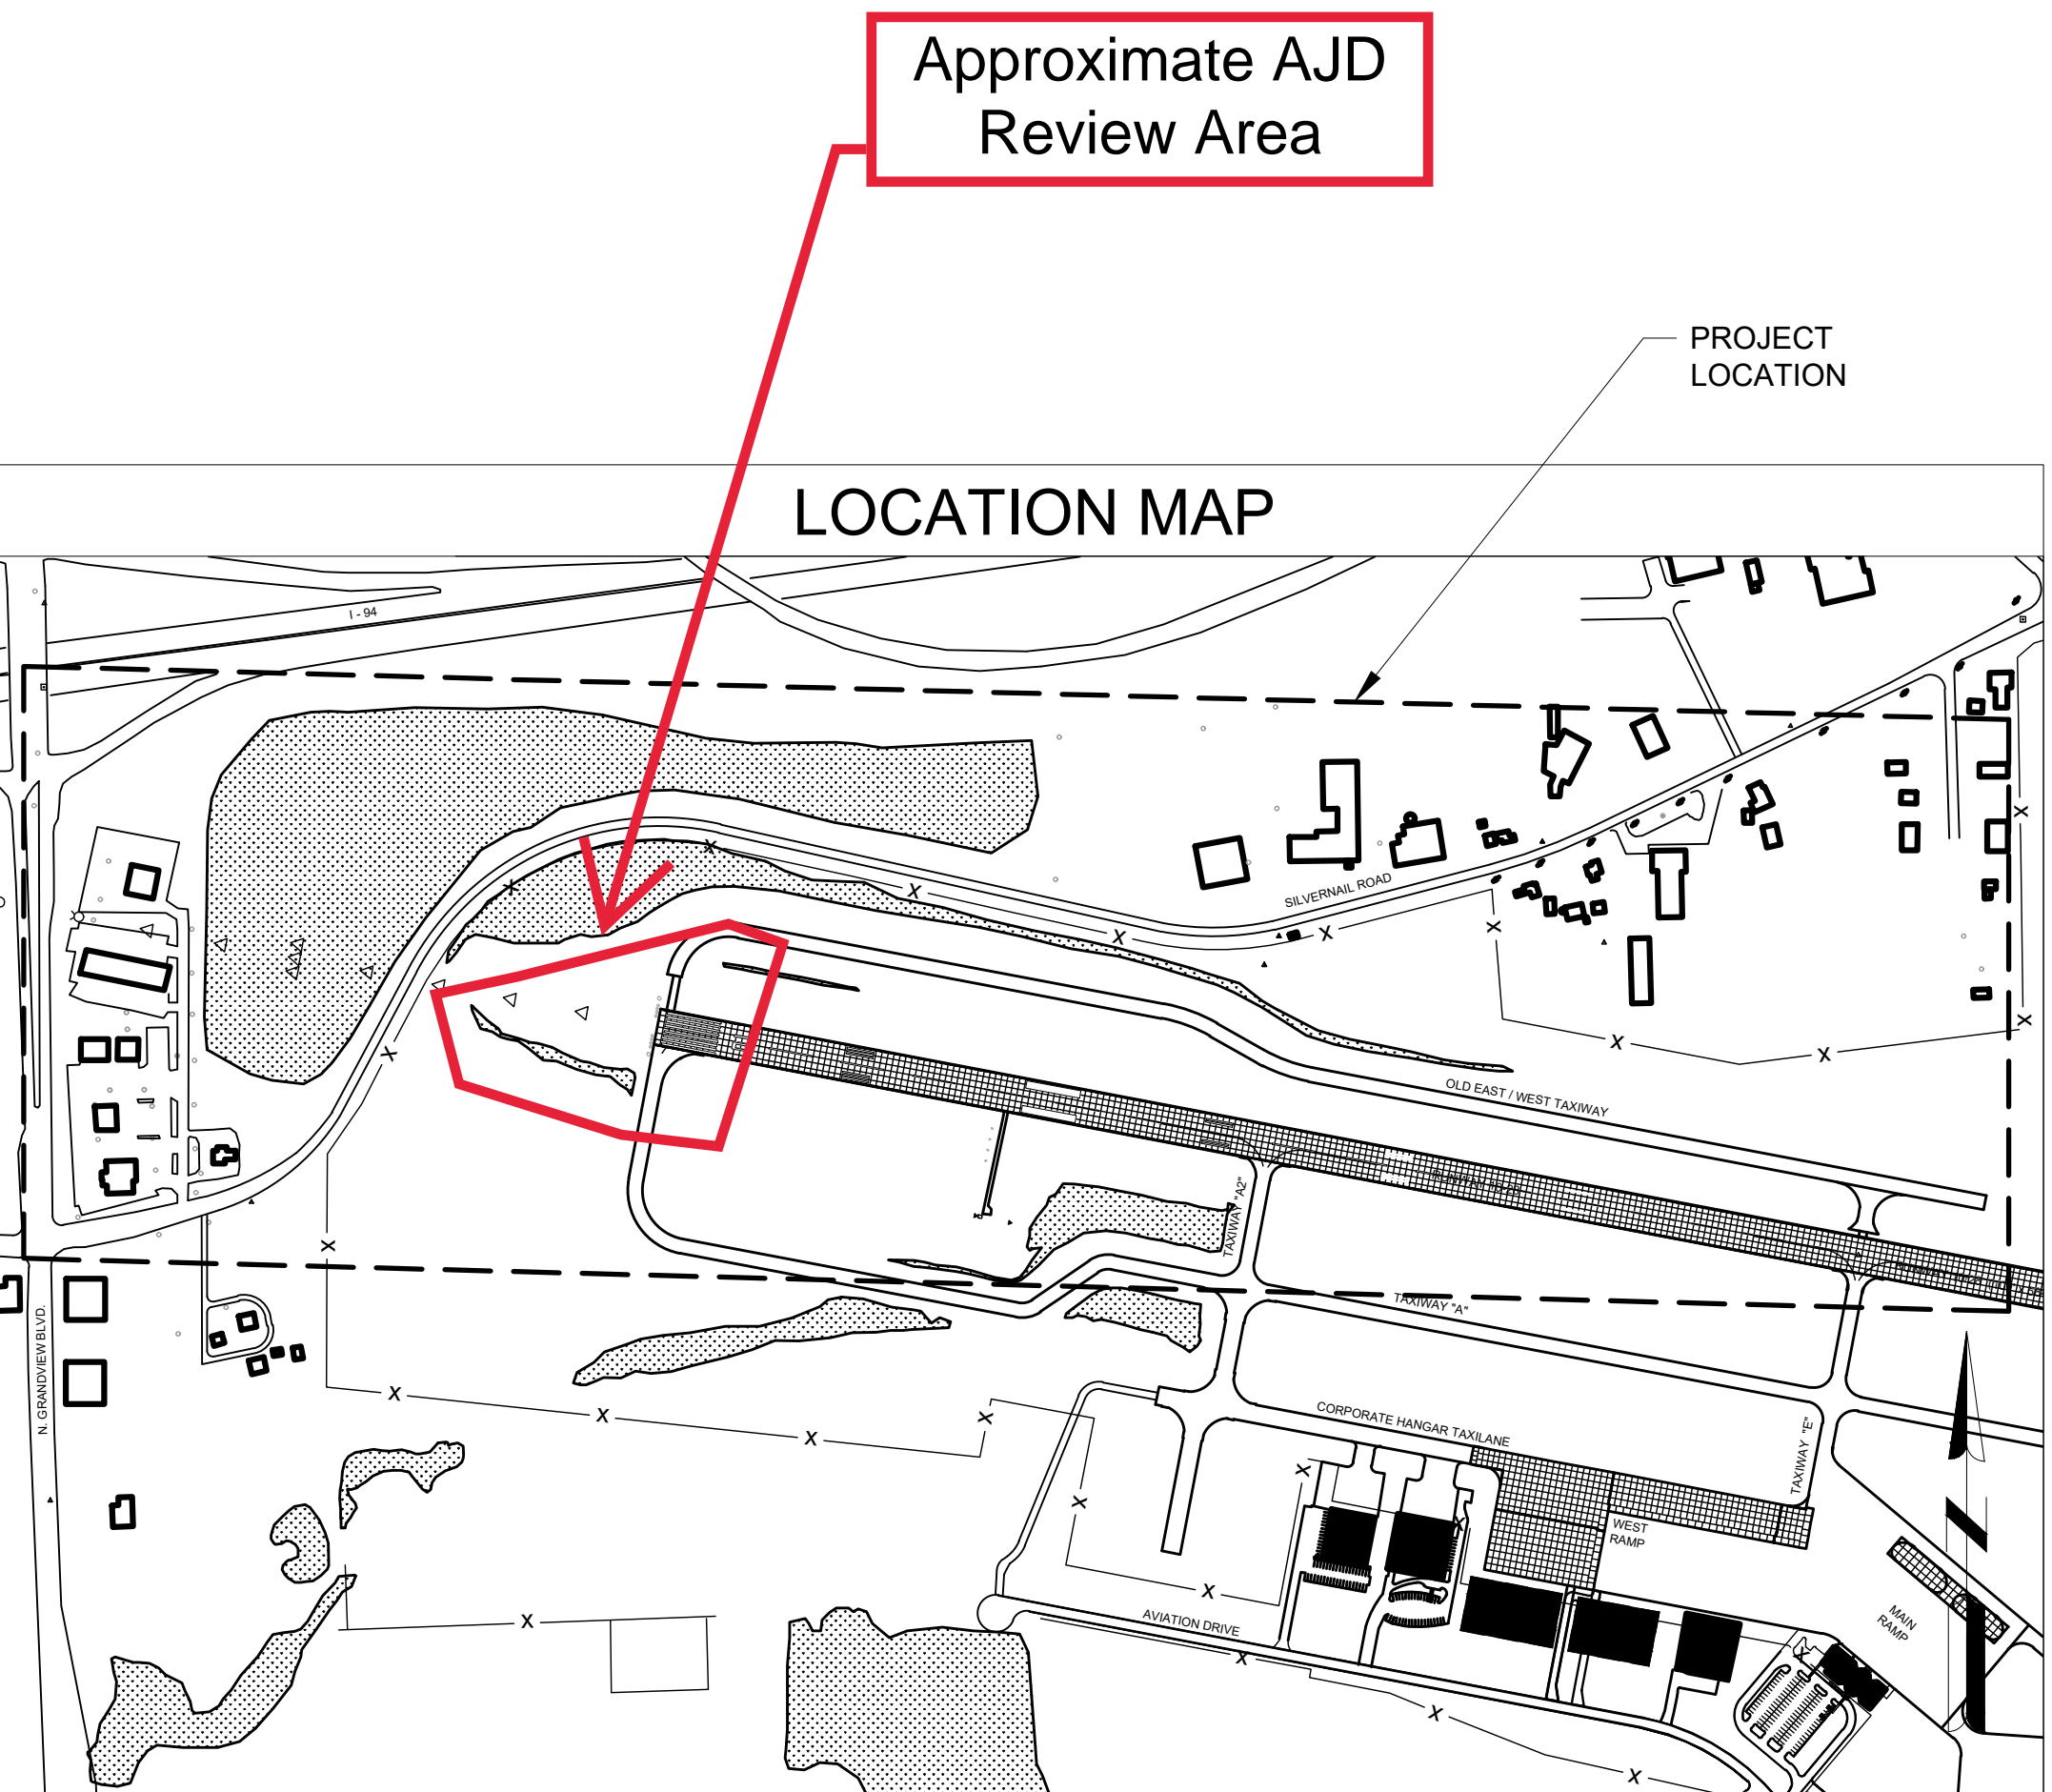 Approximate AJD
Review Area
PROJECT
LOCATION
LOCATION MAP
I - 94
SILVERNAIL ROAD
OLD EAST / WEST TAXIWAY
TAXIWAY "A2"
TAXIWAY "A"
N. GRANDVIEW BLVD.
CORPORATE HANGAR TAXILANE
TAXIWAY "E"
WEST
RAMP
MAIN
RAMP
AVIATION DRIVE